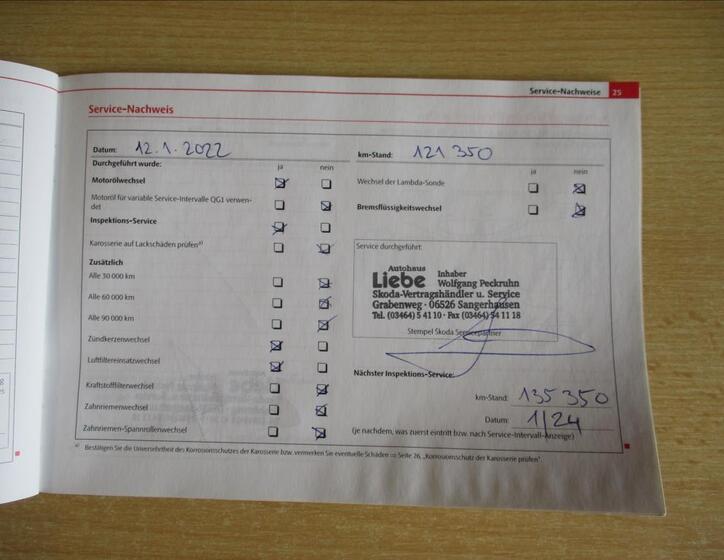 Service-Nachweise 25
Service-Nachweis
Datum: 12.1.2022
km-Stand: 121 350
Durchgeführt wurde: ja nein
ja nein
Motorölwechsel
Motoröl für variable Service-Intervalle QG1 verwen-
det
Inspektions-Service
Karosserie auf Lackschäden prüfen a)
Zusätzlich
Alle 30 000 km
Alle 60 000 km
Alle 90 000 km
Zündkerzenwechsel
Luftfiltereinsatzwechsel
Kraftstofffilterwechsel
Zahnriemenwechsel
Zahnriemen-Spannrollenwechsel
Wechsel der Lambda-Sonde
Bremsflüssigkeitswechsel
Service durchgeführt:
Autohaus
Liebe Inhaber
Wolfgang Peckruhn
Skoda-Vertragshändler u. Service
Grabenweg · 06526 Sangerhausen
Tel. (03464) 5 41 10 · Fax (03464) 54 11 18
Stempel Skoda Servicepartner
Nächster Inspektions-Service:
km-Stand: 135 350
Datum: 1/24
(je nachdem, was zuerst eintritt bzw. nach Service-Intervall-Anzeige)
a) Bestätigen Sie die Unversehrtheit des Korrosionsschutzes der Karosserie bzw. vermerken Sie eventuelle Schäden ⇒ Seite 26, „Korrosionsschutz der Karosserie prüfen“.